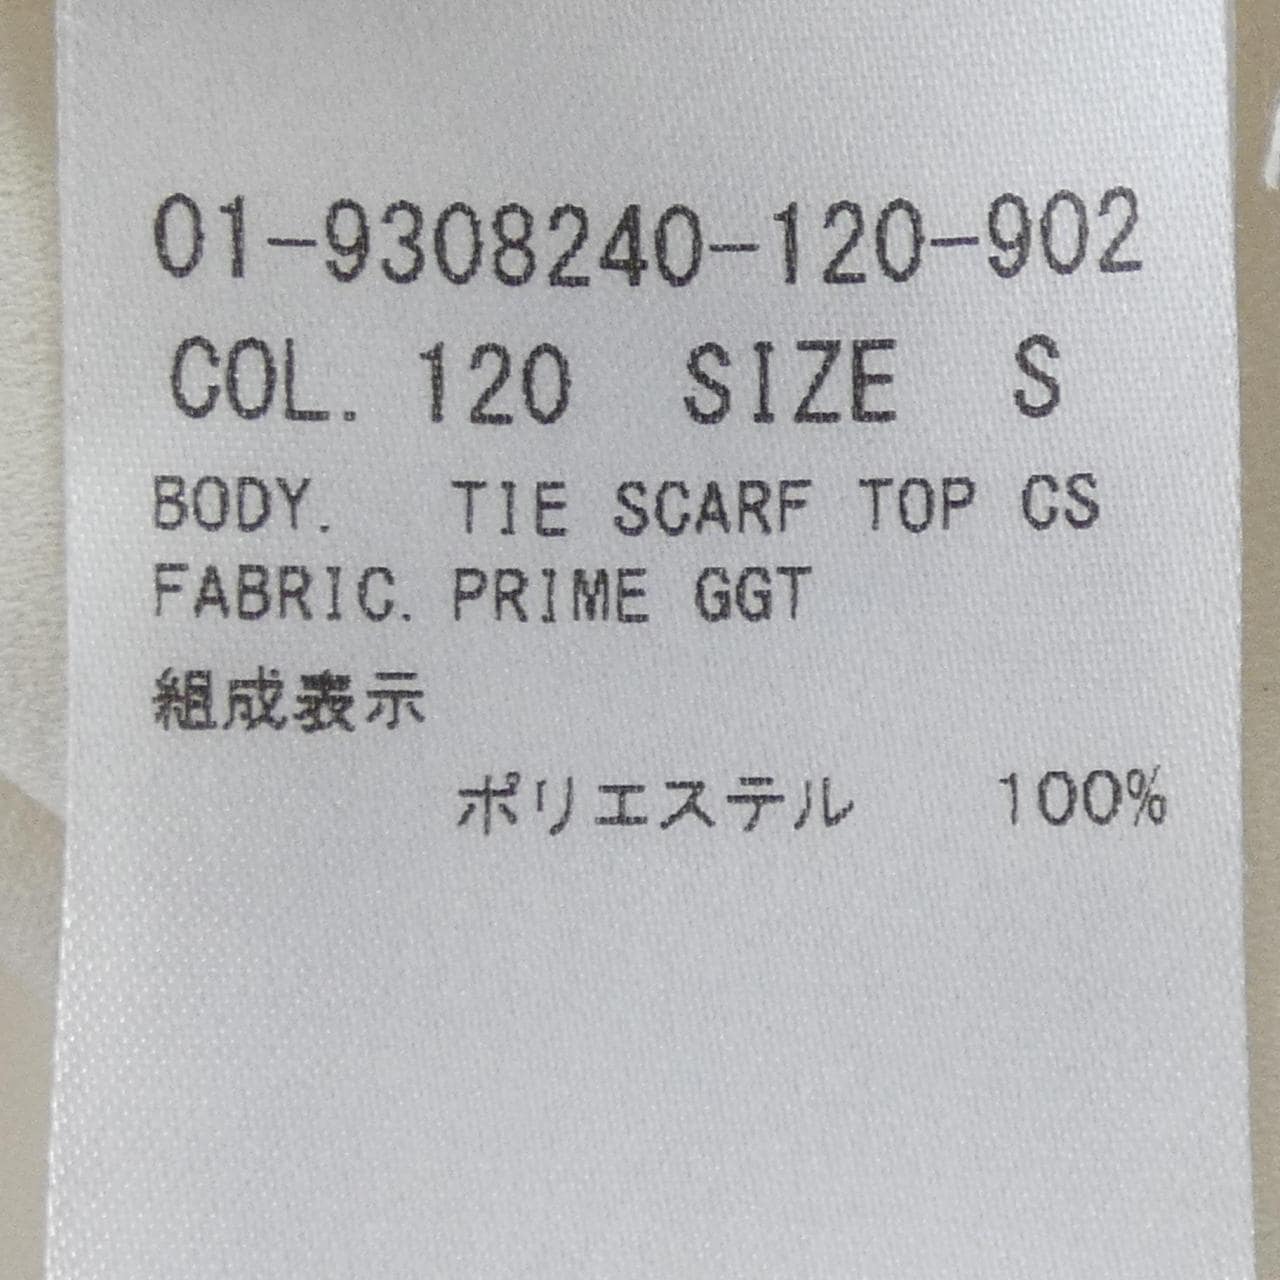 01-9308240-120-902
COL. 120 SIZE S
BODY. TIE SCARF TOP CS
FABRIC. PRIME GGT
組成表示
ポリエステル 100%